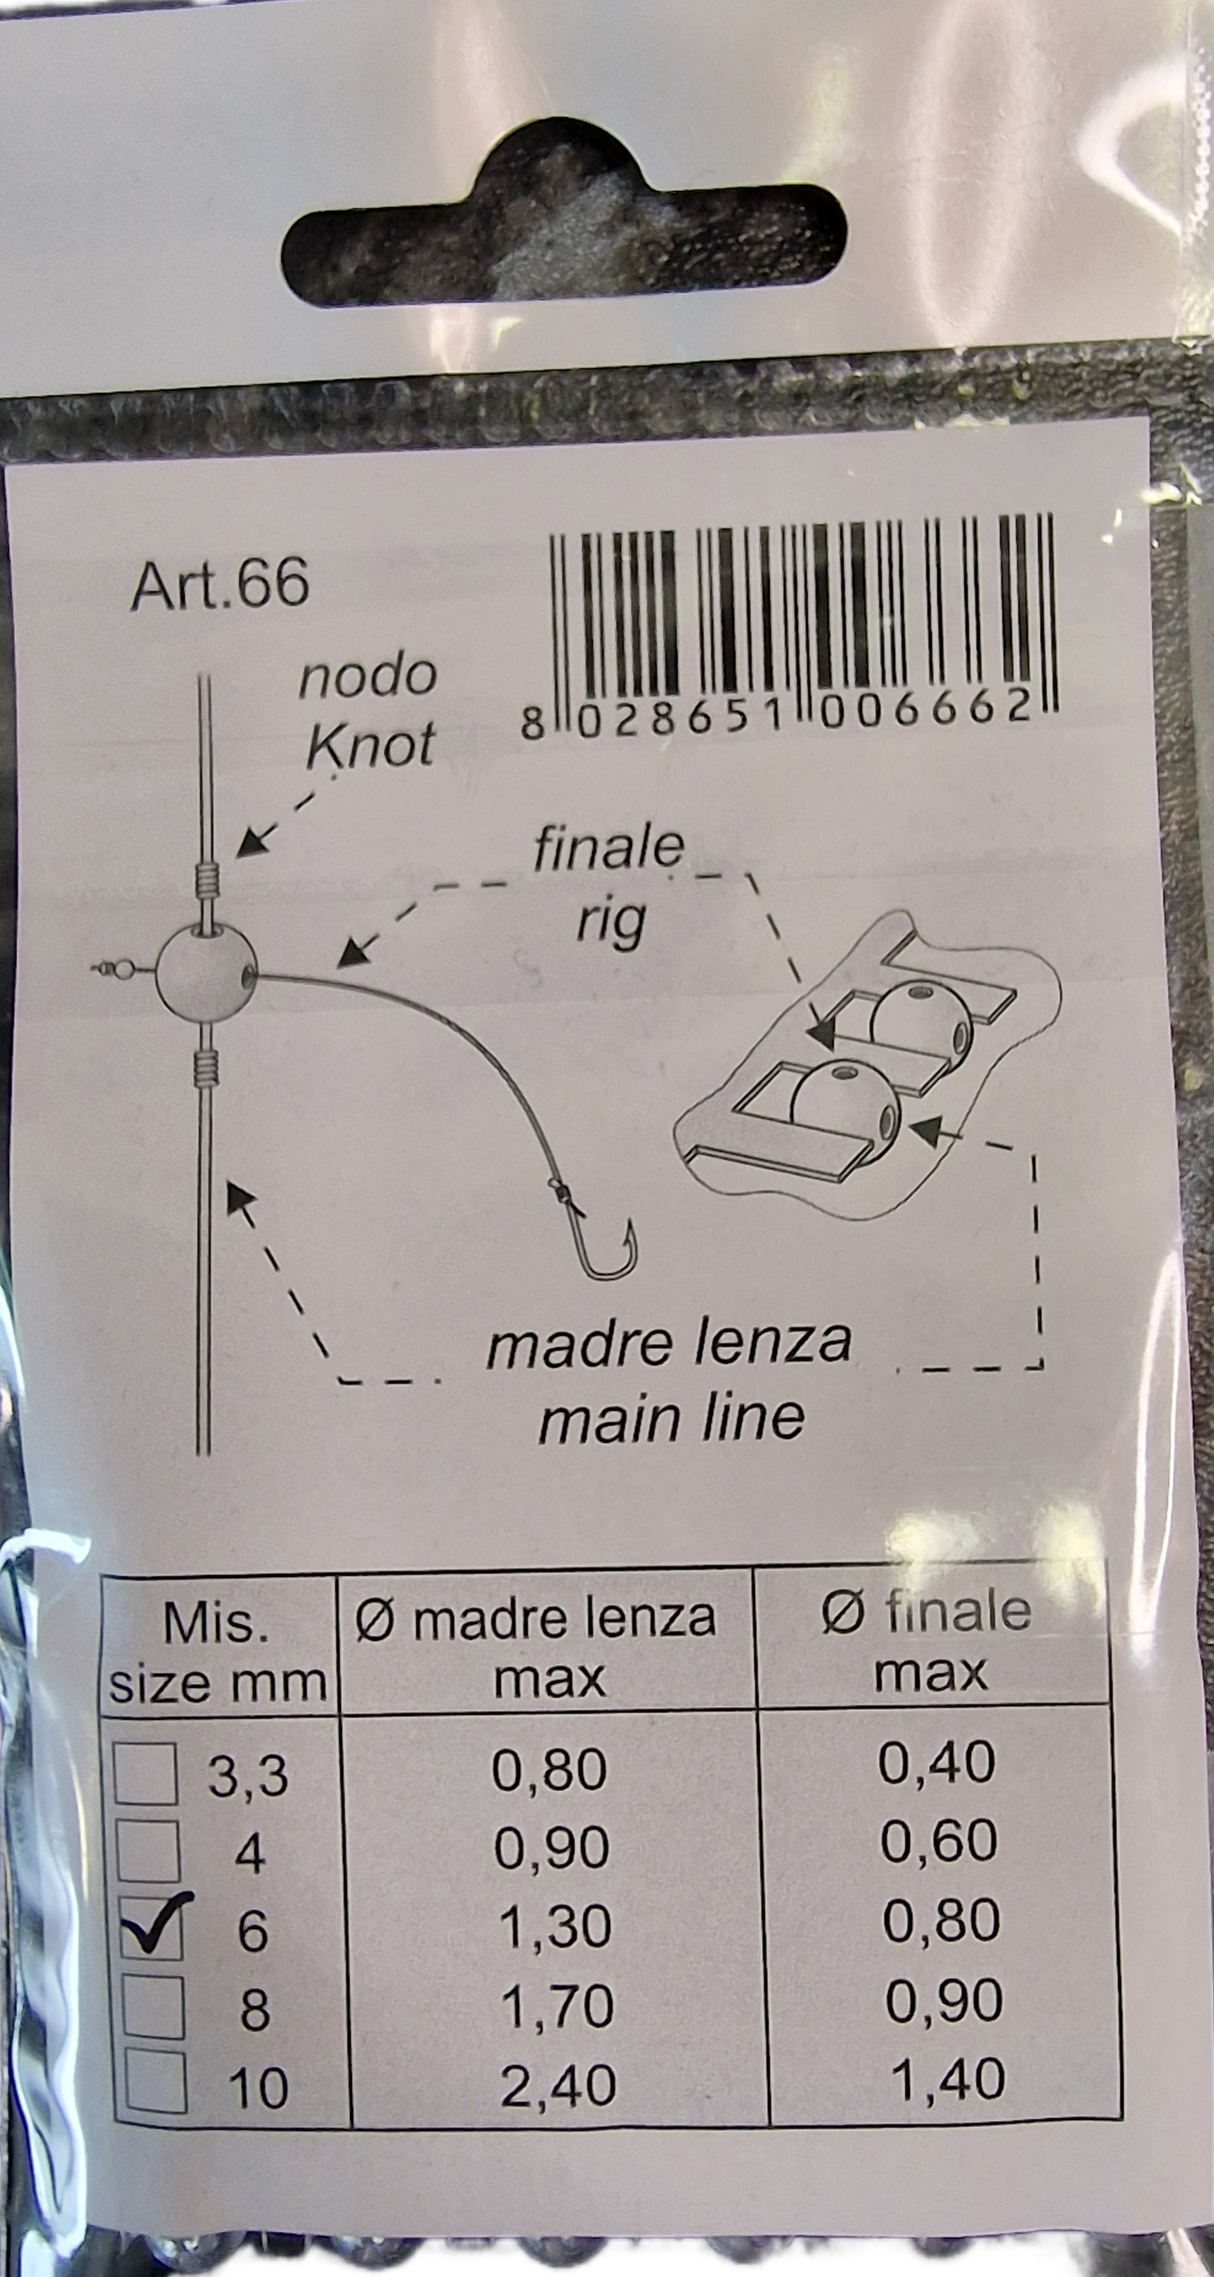 Art.66
8 028651 006662
nodo
Knot
finale
rig
madre lenza
main line
Mis.
size mm
Ø madre lenza
max
Ø finale
max
3,3 0,80 0,40
4 0,90 0,60
6 1,30 0,80
8 1,70 0,90
10 2,40 1,40